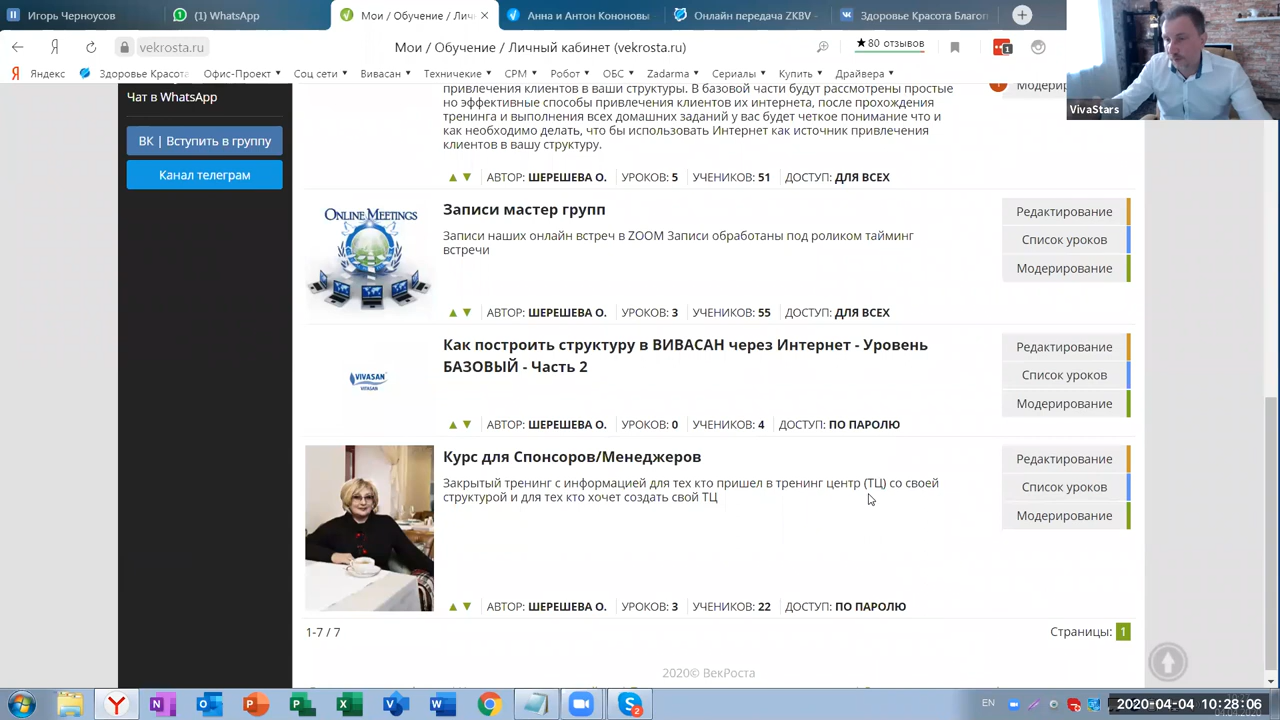 Игорь Черноусов
(1) WhatsApp
Мои / Обучение / Личн
Анна и Антон Кононовы
Онлайн передача ZKBV -
Здоровье Красота Благоп
vekrosta.ru
Мои / Обучение / Личный кабинет (vekrosta.ru)
★80 отзывов
1
Яндекс
Здоровье Красота
Офис-Проект
Соц сети
Вивасан
Техничекие
СРМ
Робот
ОБС
Zadarma
Сериалы
Купить
Драйвера
VivaStars
Чат в WhatsApp
ВК | Вступить в группу
Канал телеграм
привлечения клиентов в ваши структуры. В базовой части будут рассмотрены простые
но эффективные способы привлечения клиентов их интернета, после прохождения
тренинга и выполнения всех домашних заданий у вас будет четкое понимание что и
как необходимо делать, что бы использовать Интернет как источник привлечения
клиентов в вашу структуру.
АВТОР: ШЕРЕШЕВА О. УРОКОВ: 5 УЧЕНИКОВ: 51 ДОСТУП: ДЛЯ ВСЕХ
ONLINE MEETINGS
Записи мастер групп
Записи наших онлайн встреч в ZOOM Записи обработаны под роликом тайминг
встречи
Редактирование
Список уроков
Модерирование
АВТОР: ШЕРЕШЕВА О. УРОКОВ: 3 УЧЕНИКОВ: 55 ДОСТУП: ДЛЯ ВСЕХ
VIVASAN
VITASAN
Как построить структуру в ВИВАСАН через Интернет - Уровень
БАЗОВЫЙ - Часть 2
Редактирование
Список уроков
Модерирование
АВТОР: ШЕРЕШЕВА О. УРОКОВ: 0 УЧЕНИКОВ: 4 ДОСТУП: ПО ПАРОЛЮ
Курс для Спонсоров/Менеджеров
Закрытый тренинг с информацией для тех кто пришел в тренинг центр (ТЦ) со своей
структурой и для тех кто хочет создать свой ТЦ
Редактирование
Список уроков
Модерирование
АВТОР: ШЕРЕШЕВА О. УРОКОВ: 3 УЧЕНИКОВ: 22 ДОСТУП: ПО ПАРОЛЮ
1-7 / 7
Страницы: 1
2020© ВекРоста
EN
2020-04-04 10:28:06